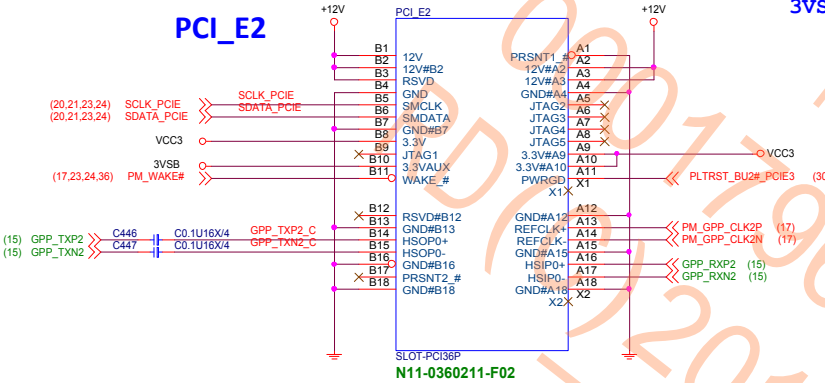 +12V
PCI_E2
+12V
3VS
PCI_E2
B1 12V PRSNT1_# A1
B2 12V#B2 12V#A2 A2
B3 RSVD 12V#A3 A3
B4 GND GND#A4 A4
(20,21,23,24) SCLK_PCIE SCLK_PCIE B5 SMCLK JTAG2 A5
(20,21,23,24) SDATA_PCIE SDATA_PCIE B6 SMDATA JTAG3 A6
B7 GND#B7 JTAG4 A7
VCC3 B8 3.3V JTAG5 A8
B9 JTAG1 3.3V#A9 A9 VCC3
3VSB B10 3.3VAUX 3.3V#A10 A10
(17,23,24,36) PM_WAKE# B11 WAKE_# PWRGD A11 PLTRST_BU2#_PCIE3 (30
X1 X1
B12 RSVD#B12 GND#A12 A12
B13 GND#B13 REFCLK+ A13 PM_GPP_CLK2P (17)
(15) GPP_TXP2 C446 C0.1U16X/4 GPP_TXP2_C B14 HSOP0+ REFCLK- A14 PM_GPP_CLK2N (17)
(15) GPP_TXN2 C447 C0.1U16X/4 GPP_TXN2_C B15 HSOP0- GND#A15 A15
B16 GND#B16 HSIP0+ A16 GPP_RXP2 (15)
B17 PRSNT2_# HSIP0- A17 GPP_RXN2 (15)
B18 GND#B18 GND#A18 A18
X2 X2
SLOT-PCI36P
N11-0360211-F02